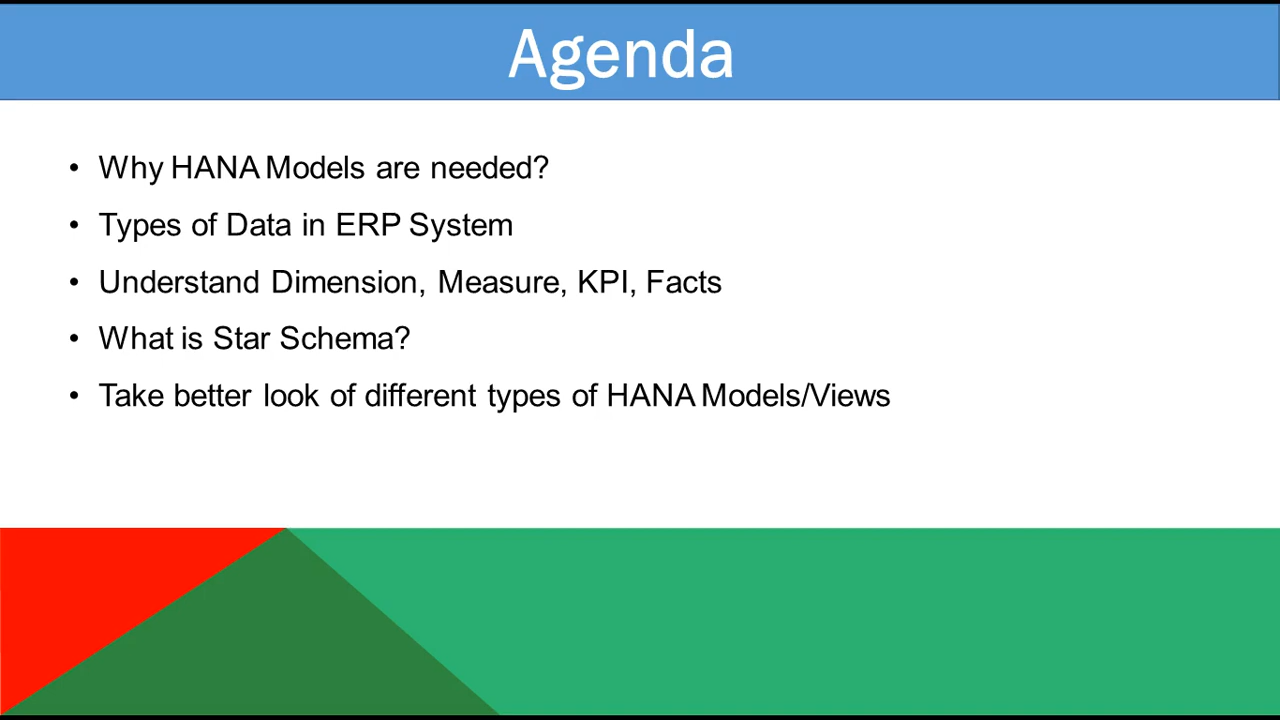 Agenda
• Why HANA Models are needed?
• Types of Data in ERP System
• Understand Dimension, Measure, KPI, Facts
• What is Star Schema?
• Take better look of different types of HANA Models/Views